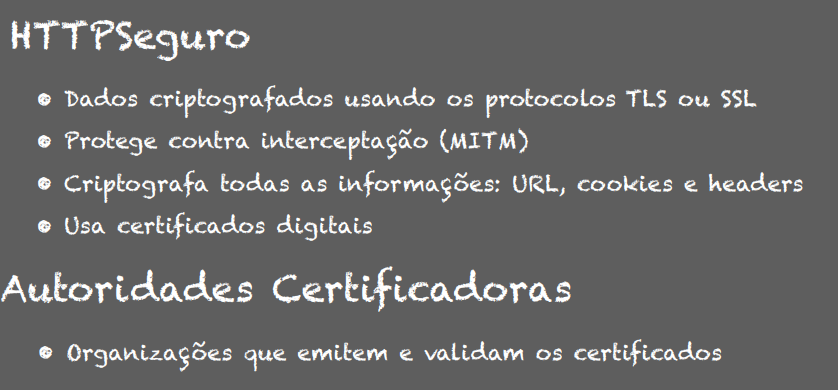 HTTPSeguro
Dados criptografados usando os protocolos TLS ou SSL
Protege contra interceptação (MITM)
Criptografa todas as informações: URL, cookies e headers
Usa certificados digitais
Autoridades Certificadoras
Organizações que emitem e validam os certificados